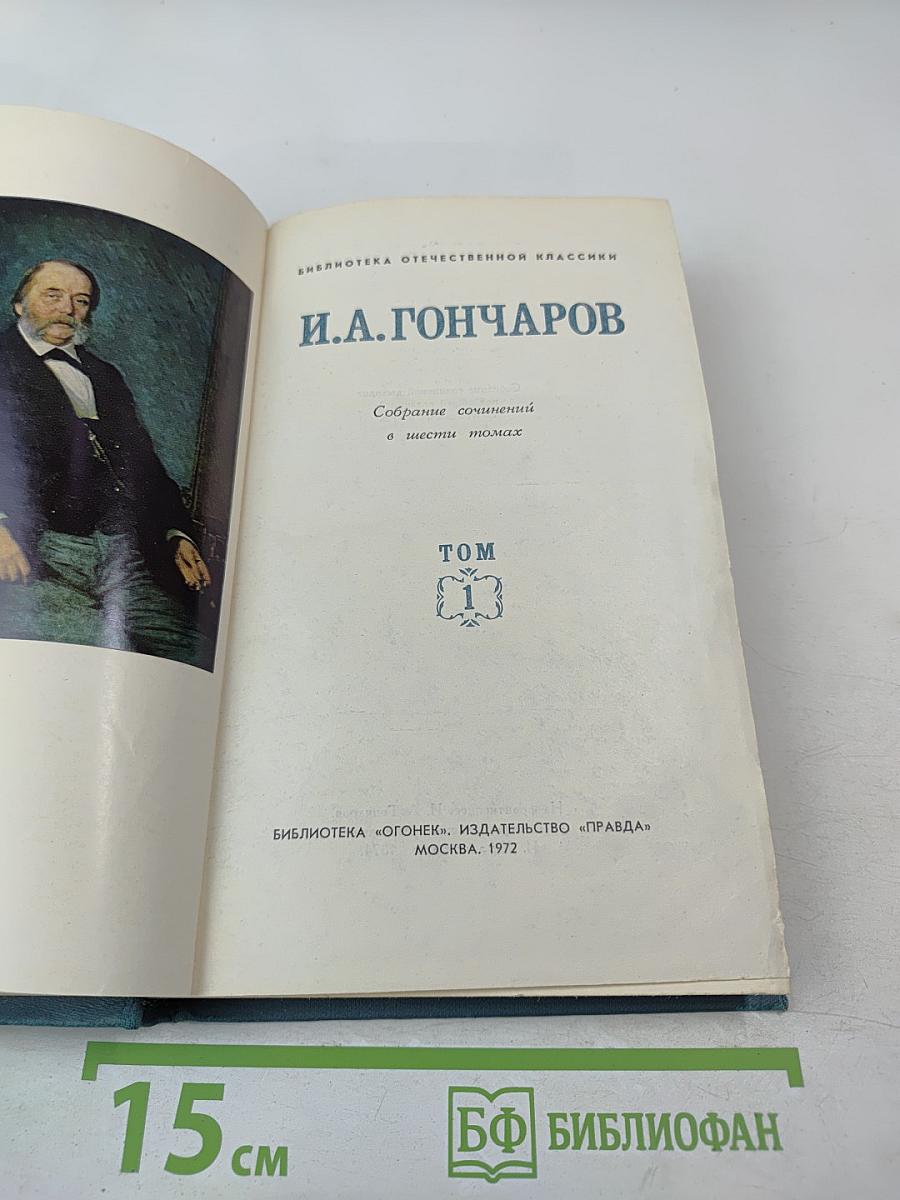 БИБЛИОТЕКА ОТЕЧЕСТВЕННОЙ КЛАССИКИ
И. А. ГОНЧАРОВ
Собрание сочинений
в шести томах
ТОМ
1
БИБЛИОТЕКА «ОГОНЕК». ИЗДАТЕЛЬСТВО «ПРАВДА»
МОСКВА. 1972
15 см
БФ БИБЛИОФАН